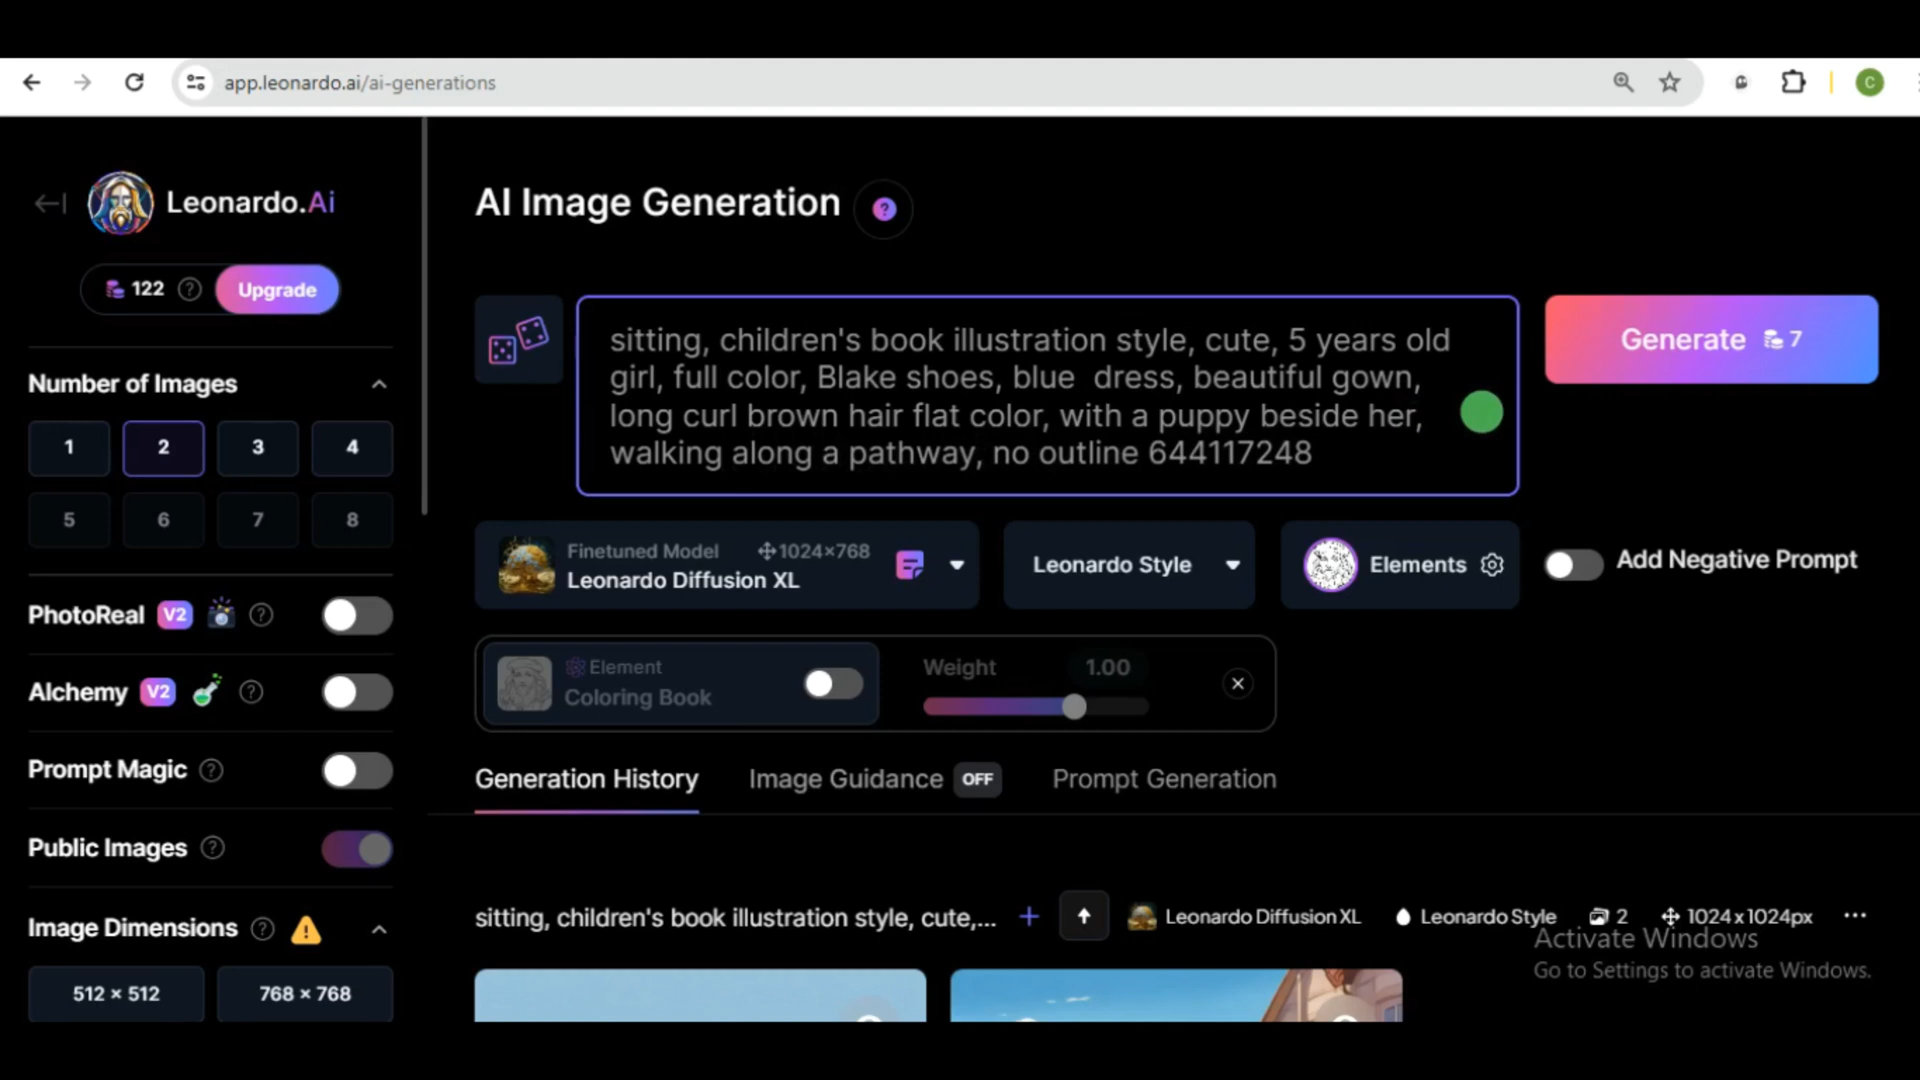 app.leonardo.ai/ai-generations
C
Leonardo.Ai
122 ? Upgrade
Number of Images
1 2 3 4
5 6 7 8
PhotoReal V2 ?
Alchemy V2 ?
Prompt Magic ?
Public Images ?
Image Dimensions ?
512 × 512 768 × 768
AI Image Generation ?
sitting, children's book illustration style, cute, 5 years old
girl, full color, Blake shoes, blue dress, beautiful gown,
long curl brown hair flat color, with a puppy beside her,
walking along a pathway, no outline 644117248
Generate 7
Finetuned Model 1024×768
Leonardo Diffusion XL
Leonardo Style
Elements
Add Negative Prompt
Element
Coloring Book
Weight 1.00
Generation History Image Guidance OFF Prompt Generation
sitting, children's book illustration style, cute,... Leonardo Diffusion XL Leonardo Style 2 1024x1024px
Activate Windows
Go to Settings to activate Windows.